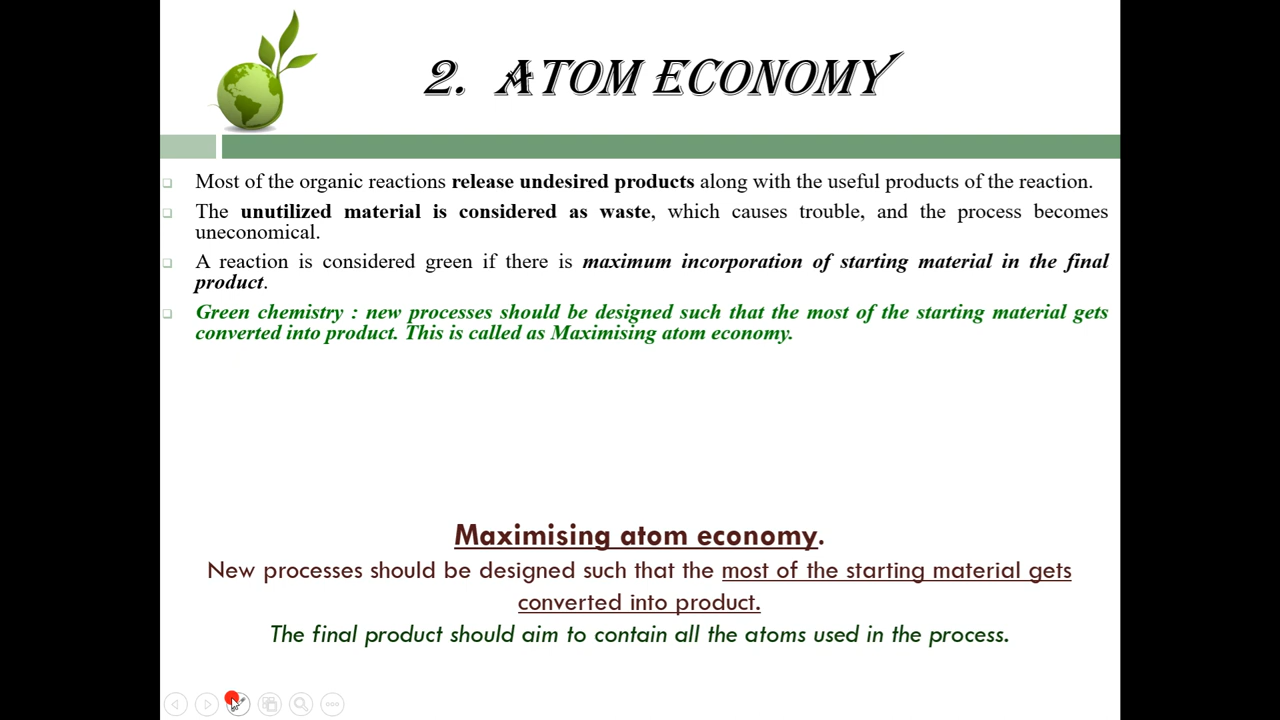 2. ATOM ECONOMY
Most of the organic reactions release undesired products along with the useful products of the reaction.
The unutilized material is considered as waste, which causes trouble, and the process becomes
uneconomical.
A reaction is considered green if there is maximum incorporation of starting material in the final
product.
Green chemistry : new processes should be designed such that the most of the starting material gets
converted into product. This is called as Maximising atom economy.
Maximising atom economy.
New processes should be designed such that the most of the starting material gets
converted into product.
The final product should aim to contain all the atoms used in the process.